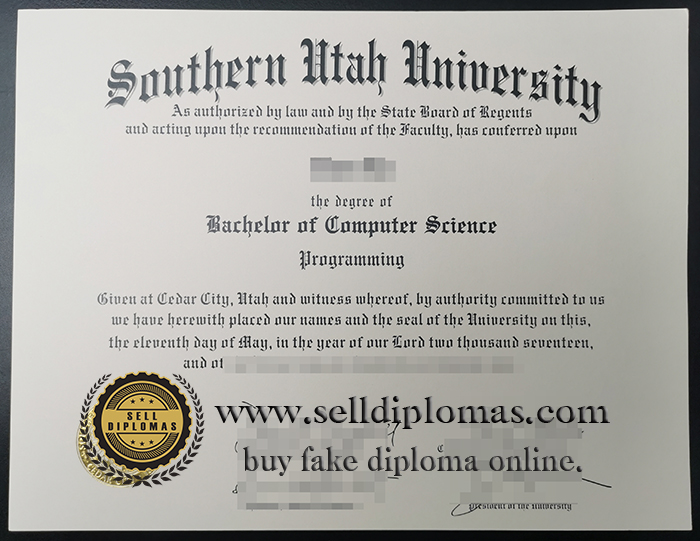 Southern Utah University
As authorized by law and by the State Board of Regents
and acting upon the recommendation of the Faculty, has conferred upon
the degree of
Bachelor of Computer Science
Programming
Given at Cedar City, Utah and witness whereof, by authority committed to us
we have herewith placed our names and the seal of the University on this,
the eleventh day of May, in the year of our Lord two thousand seventeen,
and of
SELL
DIPLOMAS
www.selldiplomas.com
buy fake diploma online.
president of the University